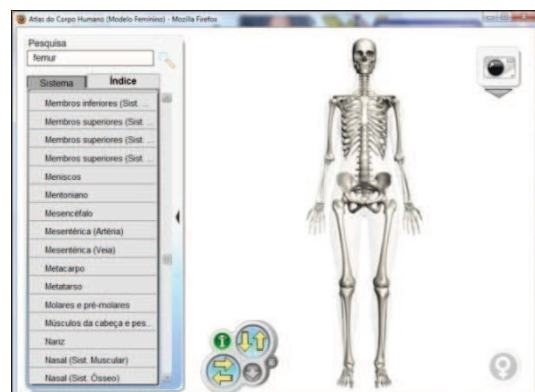 Atlas do Corpo Humano (Modelo Feminino) - Mozilla Firefox
Pesquisa
femur
Sistema
Índice
Membros inferiores (Sist. ...
Membros superiores (Sist. ...
Membros superiores (Sist. ...
Membros superiores (Sist. ...
Meniscos
Mentoniano
Mesencéfalo
Mesentérica (Artéria)
Mesentérica (Veia)
Metacarpo
Metatarso
Molares e pré-molares
Músculos da cabeça e pes...
Nariz
Nasal (Sist. Muscular)
Nasal (Sist. Ósseo)